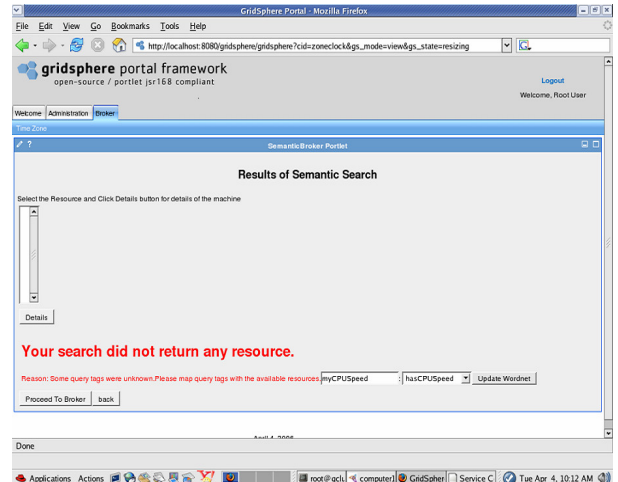 GridSphere Portal - Mozilla Firefox
File Edit View Go Bookmarks Tools Help
http://localhost:8080/gridsphere/gridsphere?cid=zoneclock&gs_mode=view&gs_state=resizing
gridsphere portal framework
open-source / portlet jsr168 compliant
Logout
Welcome, Root User
Welcome Administration Broker
Time Zone
? SemanticBroker Portlet
Results of Semantic Search
Select the Resource and Click Details button for details of the machine
Details
Your search did not return any resource.
Reason: Some query tags were unknown.Please map query tags with the available resources. myCPUSpeed : hasCPUSpeed Update Wordnet
Proceed To Broker back
April 4, 2006
Done
Applications Actions computer1 GridSpher Service C Tue Apr 4, 10:12 AM